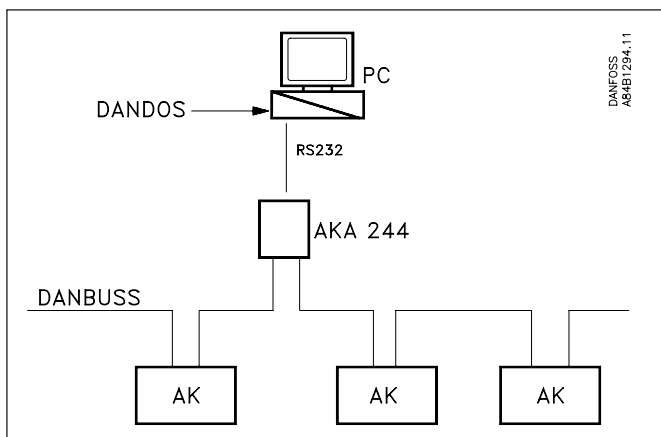 PC
DANDOS
RS232
AKA 244
DANBUSS
AK
AK
AK
DANFOSS
A84B1294.11